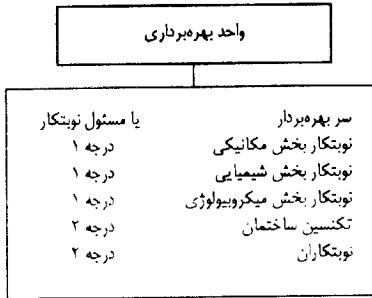 واحد بهره‌برداری
سر بهره‌بردار یا مسئول نوبتکار
نوبتکار بخش مکانیکی درجه ۱
نوبتکار بخش شیمیایی درجه ۱
نوبتکار بخش میکروبیولوژی درجه ۱
تکنسین ساختمان درجه ۲
نوبتکاران درجه ۲